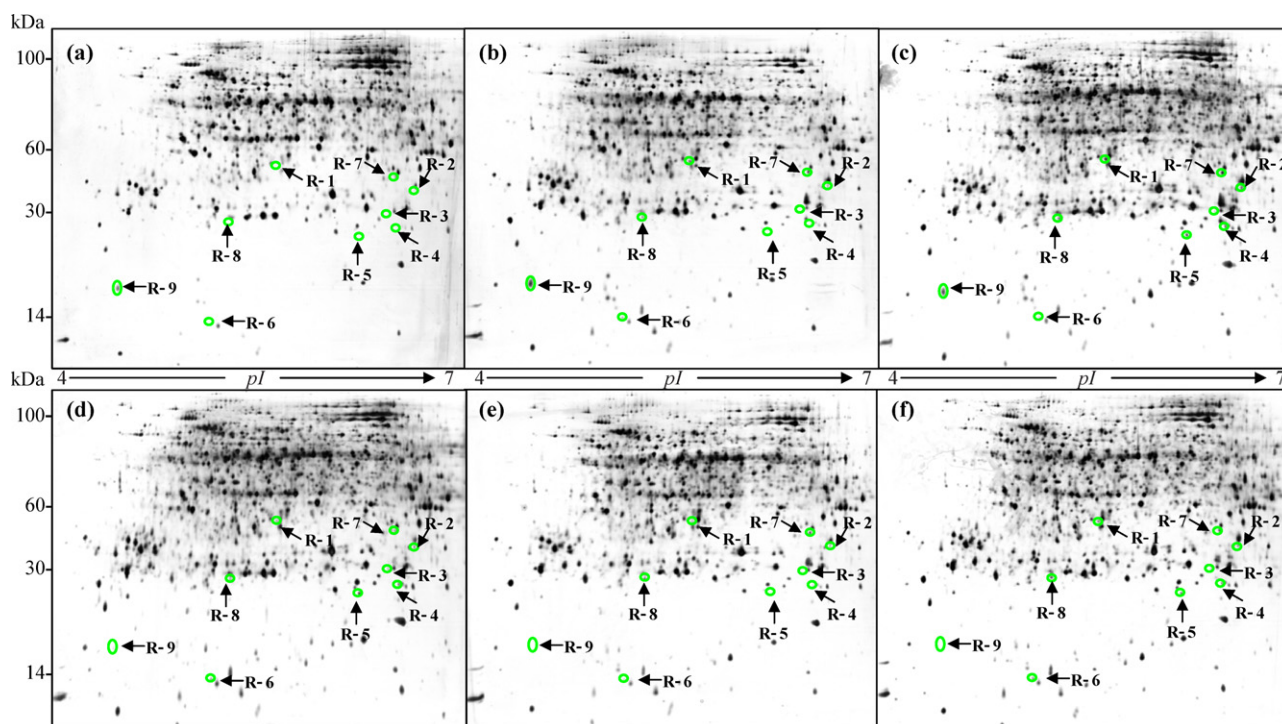 kDa
(a) (b) (c)
100
60
R-7 R-2 R-7 R-2 R-7 R-2
R-1 R-1 R-1
30
R-3 R-3 R-3
R-8 R-4 R-8 R-4 R-8 R-4
R-5 R-5 R-5
R-9 R-9 R-9
14
R-6 R-6 R-6
kDa 4 pI 7 4 pI 7 4 pI 7
(d) (e) (f)
100
60
R-7 R-2 R-7 R-2 R-7 R-2
R-1 R-1 R-1
30
R-3 R-3 R-3
R-8 R-4 R-8 R-4 R-8 R-4
R-5 R-5 R-5
R-9 R-9 R-9
14
R-6 R-6 R-6